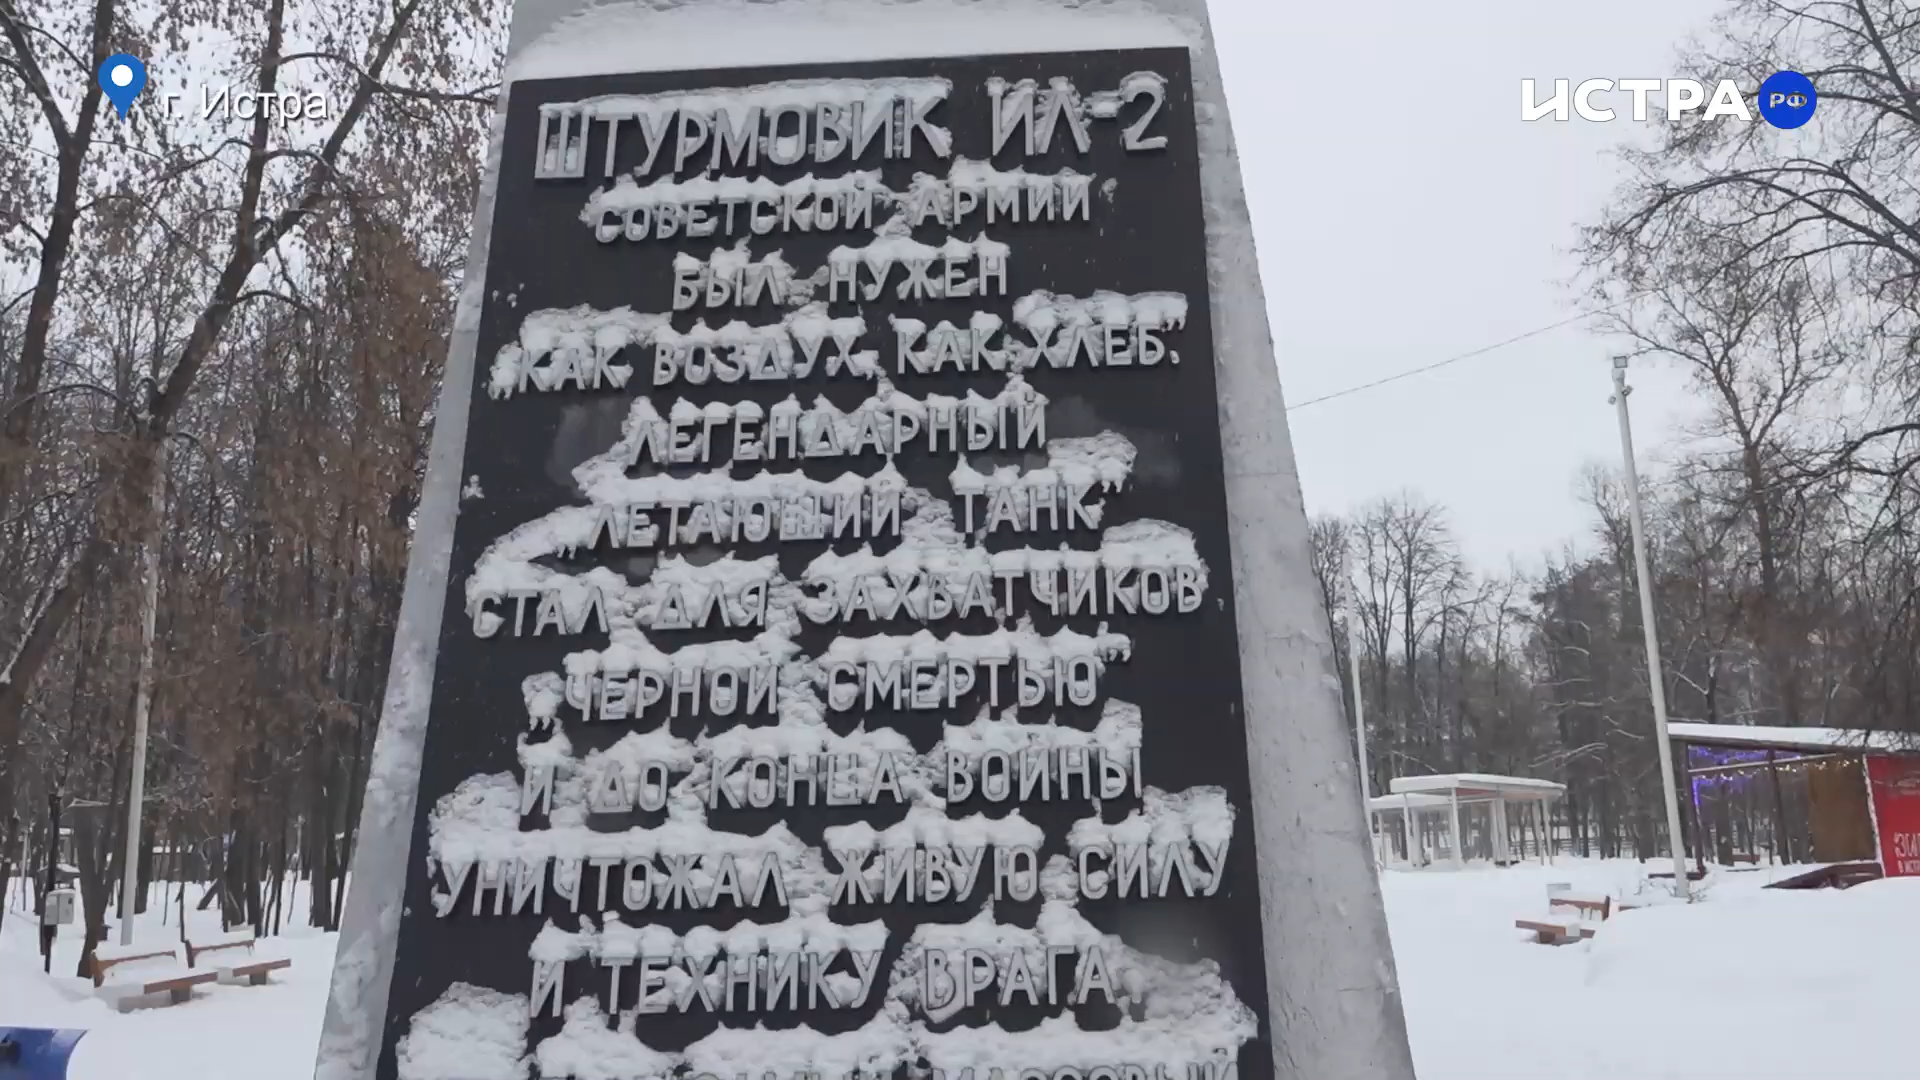 г. Истра
ИСТРА РФ
ШТУРМОВИК ИЛ-2
СОВЕТСКОЙ АРМИИ
БЫЛ НУЖЕН
„КАК ВОЗДУХ, КАК ХЛЕБ".
ЛЕГЕНДАРНЫЙ
„ЛЕТАЮЩИЙ ТАНК"
СТАЛ ДЛЯ ЗАХВАТЧИКОВ
„ЧЕРНОЙ СМЕРТЬЮ"
И ДО КОНЦА ВОЙНЫ
УНИЧТОЖАЛ ЖИВУЮ СИЛУ
И ТЕХНИКУ ВРАГА
МАССОВЫЙ